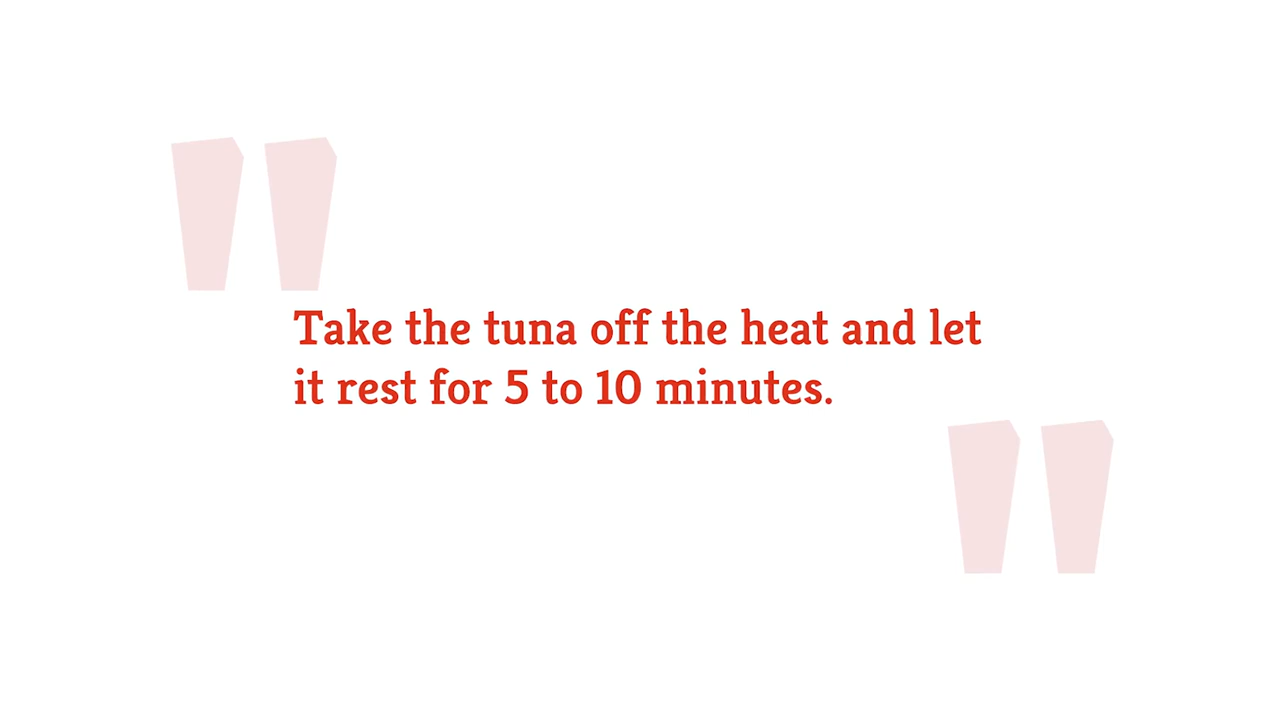 Take the tuna off the heat and let
it rest for 5 to 10 minutes.